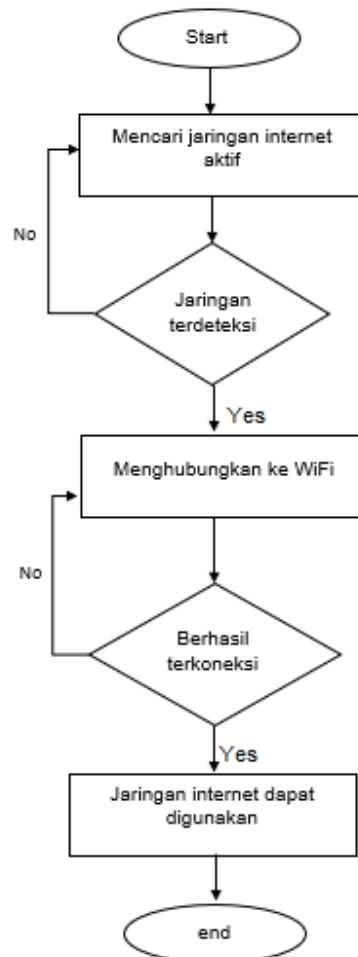 Start
Mencari jaringan internet
aktif
No
Jaringan
terdeteksi
Yes
Menghubungkan ke WiFi
No
Berhasil
terkoneksi
Yes
Jaringan internet dapat
digunakan
end